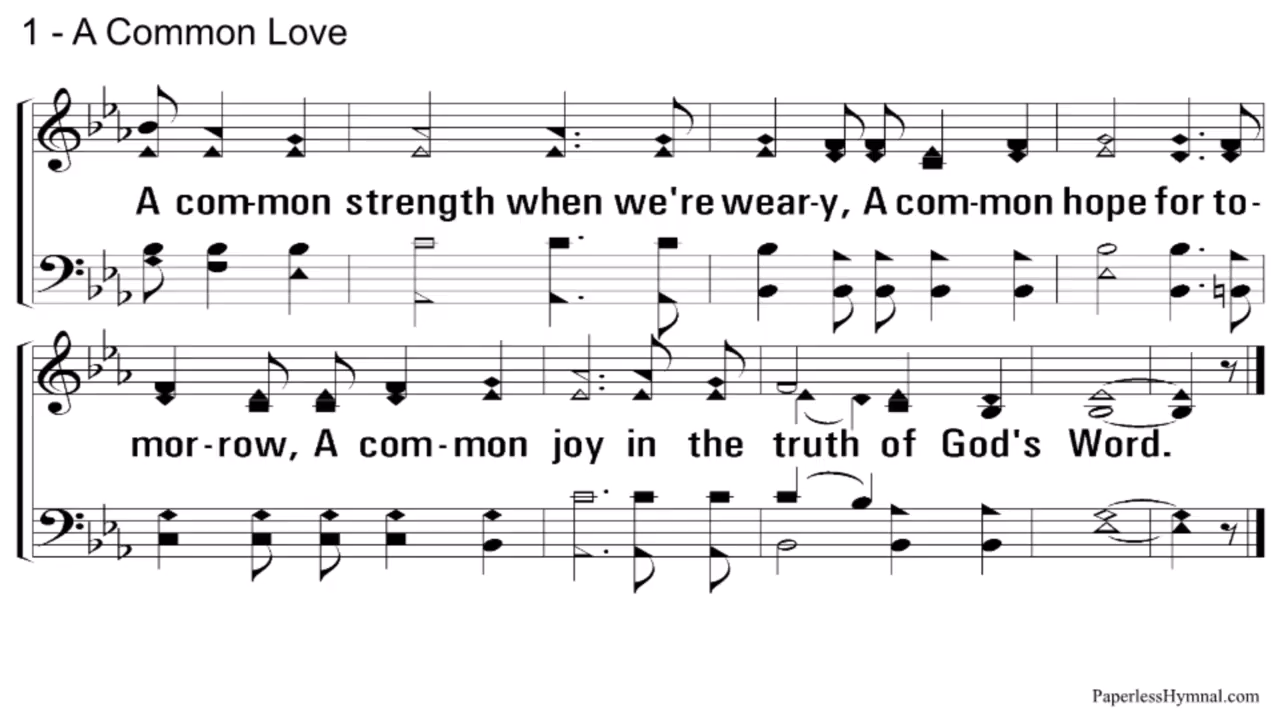 1 - A Common Love
A com-mon strength when we're wear-y, A com-mon hope for to-
mor-row, A com-mon joy in the truth of God's Word.
PaperlessHymnal.com